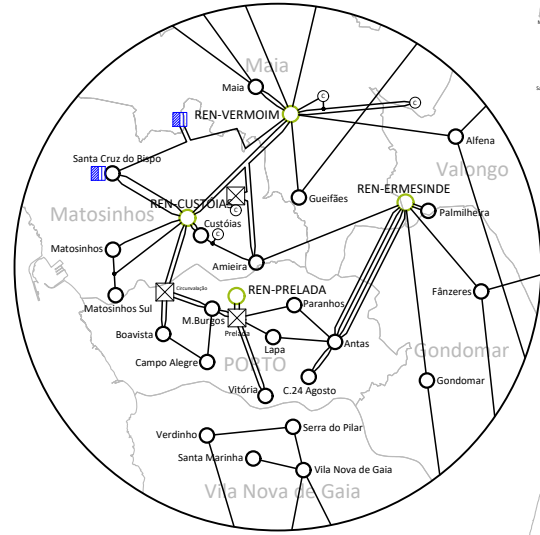 Maia
Maia
REN-VERMOIM
C
C
Alfena
Santa Cruz do Bispo
Valongo
REN-ERMESINDE
Gueifães
REN-CUSTÓIAS
C
Palmilheira
Matosinhos
Custóias
C
Matosinhos
Amieira
Circunvalação
REN-PRELADA
Fânzeres
Matosinhos Sul
M.Burgos
Paranhos
Prelada
Boavista
Lapa
Antas
Gondomar
Campo Alegre
PORTO
Gondomar
Vitória
C.24 Agosto
Verdinho
Serra do Pilar
Santa Marinha
Vila Nova de Gaia
Vila Nova de Gaia